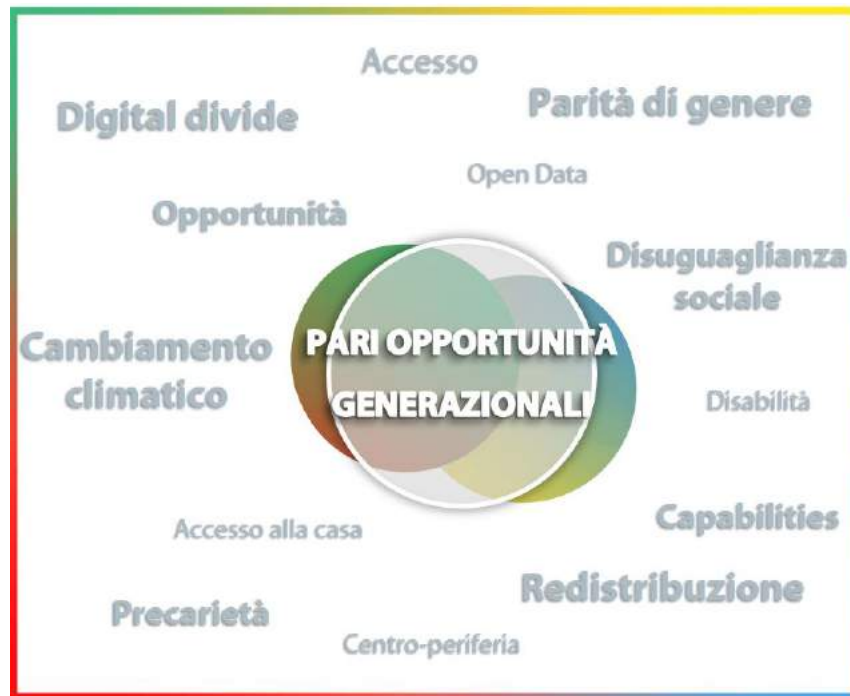 Accesso
Digital divide
Parità di genere
Open Data
Opportunità
Disuguaglianza
sociale
Cambiamento
climatico
PARI OPPORTUNITÀ
GENERAZIONALI
Disabilità
Accesso alla casa
Capabilities
Redistribuzione
Precarietà
Centro-periferia